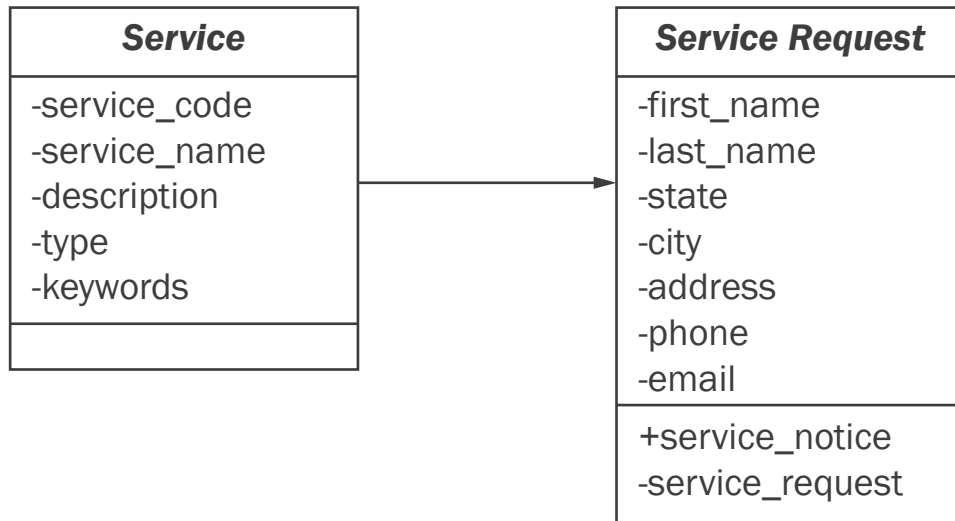 Service
-service_code
-service_name
-description
-type
-keywords
Service Request
-first_name
-last_name
-state
-city
-address
-phone
-email
+service_notice
-service_request